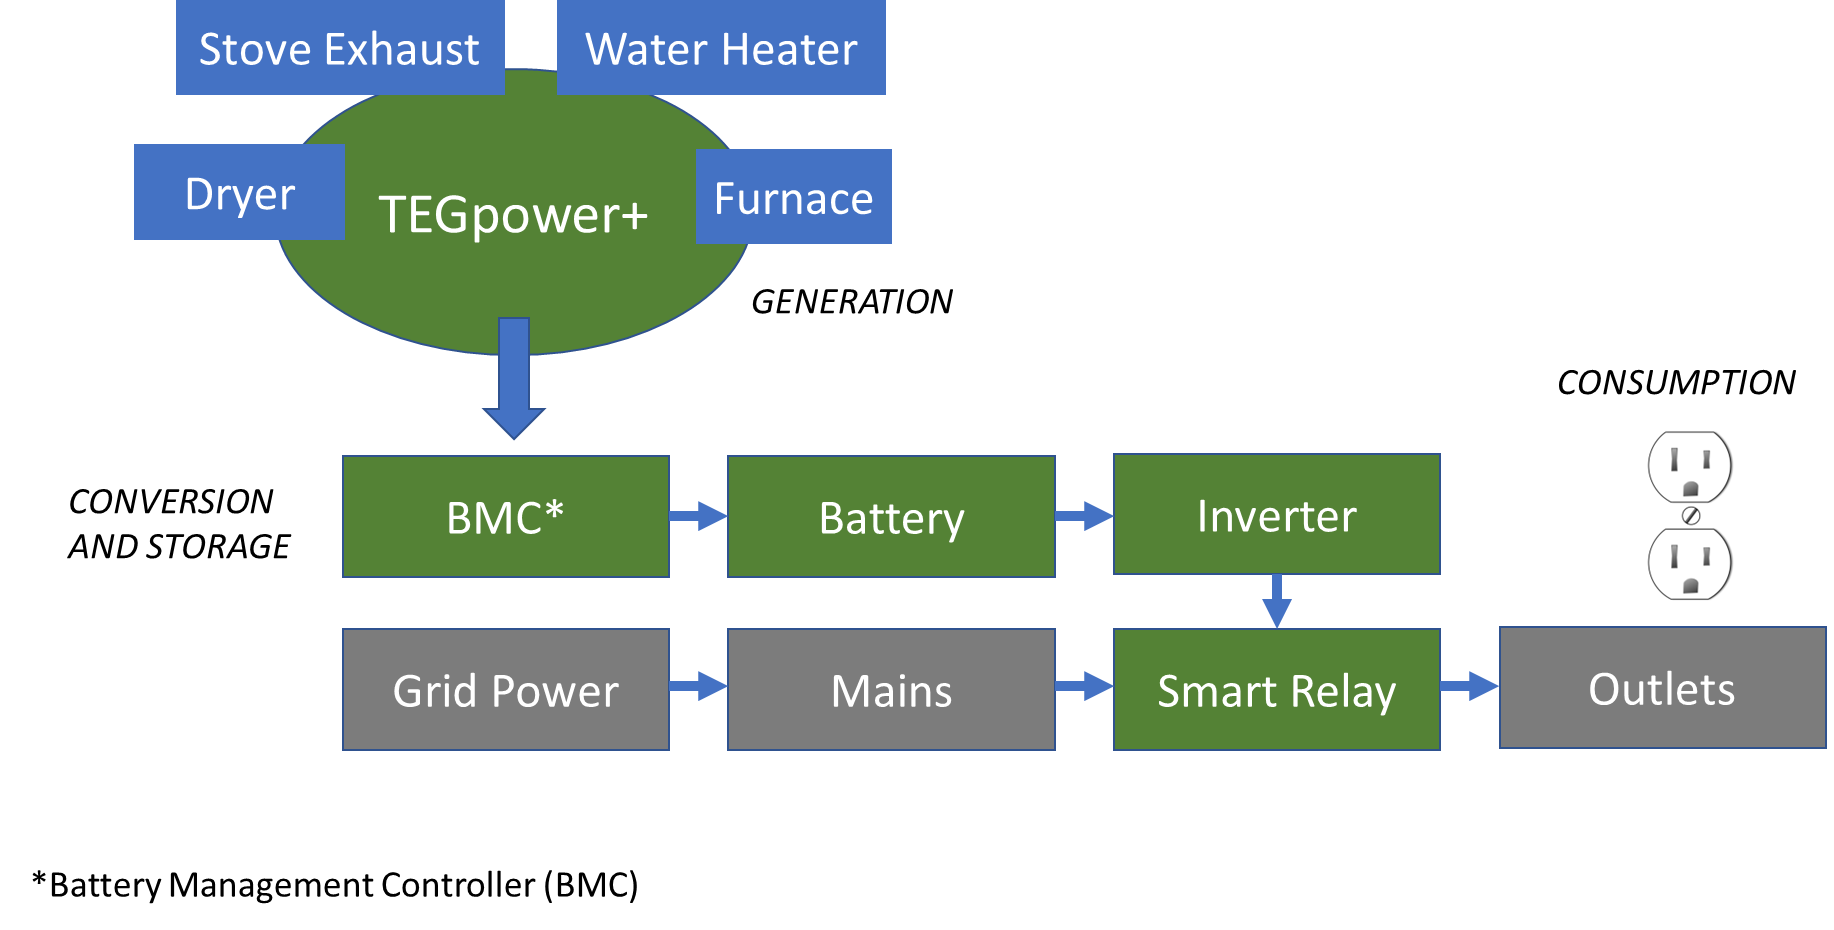 Stove Exhaust
Water Heater
Dryer
TEGpower+
Furnace
GENERATION
CONSUMPTION
CONVERSION
AND STORAGE
BMC*
Battery
Inverter
Grid Power
Mains
Smart Relay
Outlets
*Battery Management Controller (BMC)